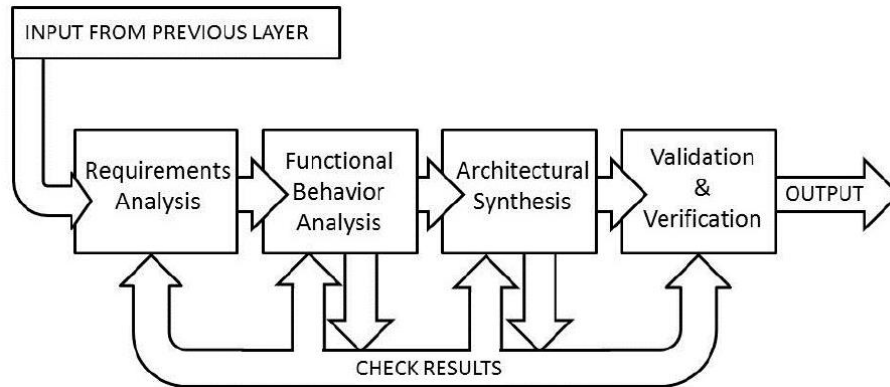 INPUT FROM PREVIOUS LAYER
Requirements
Analysis
Functional
Behavior
Analysis
Architectural
Synthesis
Validation
&
Verification
OUTPUT
CHECK RESULTS